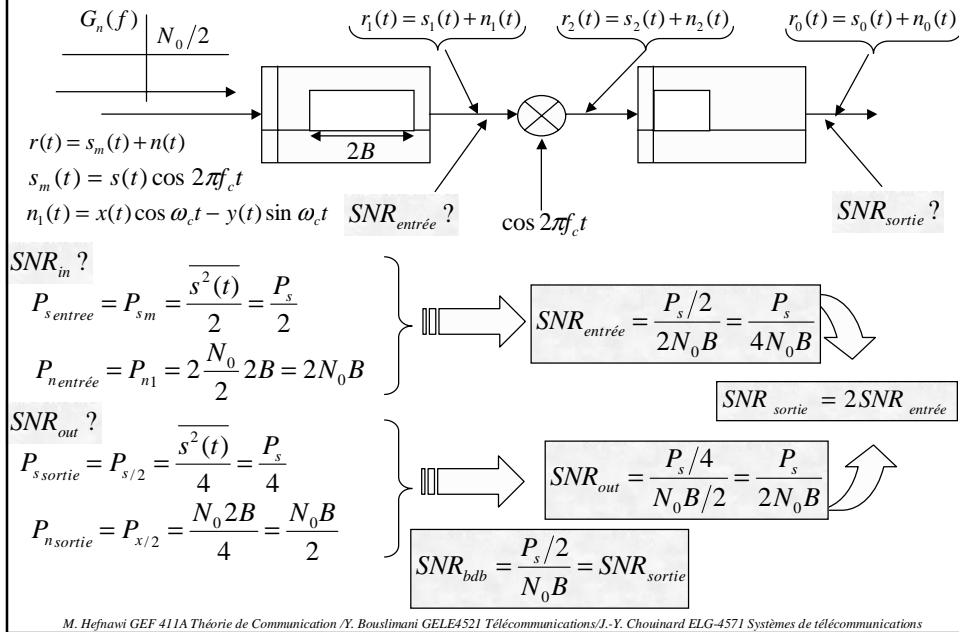 G_n(f)
N_0/2
r_1(t) = s_1(t) + n_1(t)
r_2(t) = s_2(t) + n_2(t)
r_0(t) = s_0(t) + n_0(t)
2B
r(t) = s_m(t) + n(t)
s_m(t) = s(t) cos 2πf_c t
n_1(t) = x(t) cos ω_c t − y(t) sin ω_c t
SNR_entrée ?
cos 2πf_c t
SNR_sortie ?
SNR_in ?
P_s entree = P_sm = \overline{s^2(t)}/2 = P_s/2
P_n entrée = P_n1 = 2 N_0/2 2B = 2N_0B
SNR_entrée = (P_s/2)/(2N_0B) = P_s/(4N_0B)
SNR_sortie = 2SNR_entrée
SNR_out ?
P_s sortie = P_s/2 = \overline{s^2(t)}/4 = P_s/4
P_n sortie = P_x/2 = N_0 2B/4 = N_0B/2
SNR_out = (P_s/4)/(N_0B/2) = P_s/(2N_0B)
SNR_bdb = (P_s/2)/(N_0B) = SNR_sortie
M. Hefnawi GEF 411A Théorie de Communication /Y. Bouslimani GELE4521 Télécommunications/J.-Y. Chouinard ELG-4571 Systèmes de télécommunications